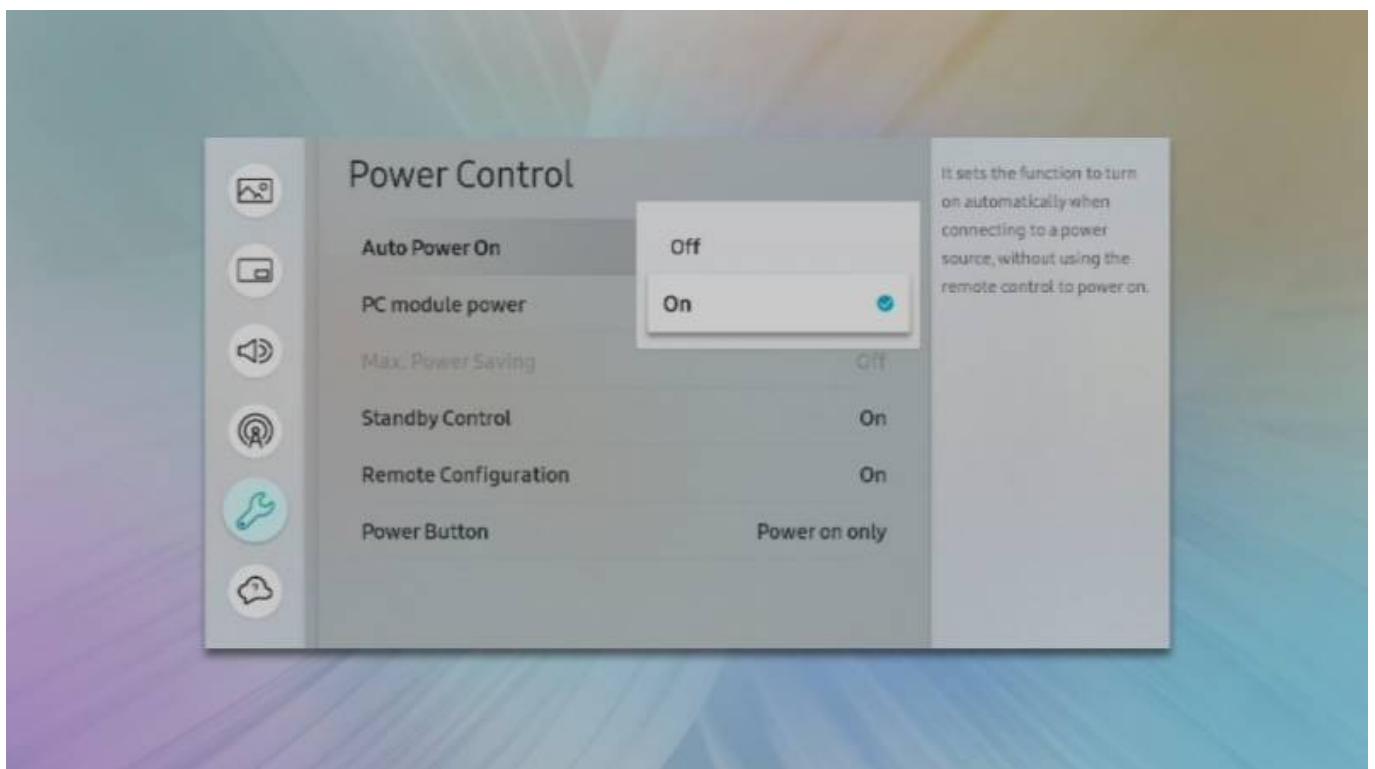 Power Control
Auto Power On
Off
On
PC module power
Max. Power Saving Off
Standby Control On
Remote Configuration On
Power Button Power on only
It sets the function to turn
on automatically when
connecting to a power
source, without using the
remote control to power on.